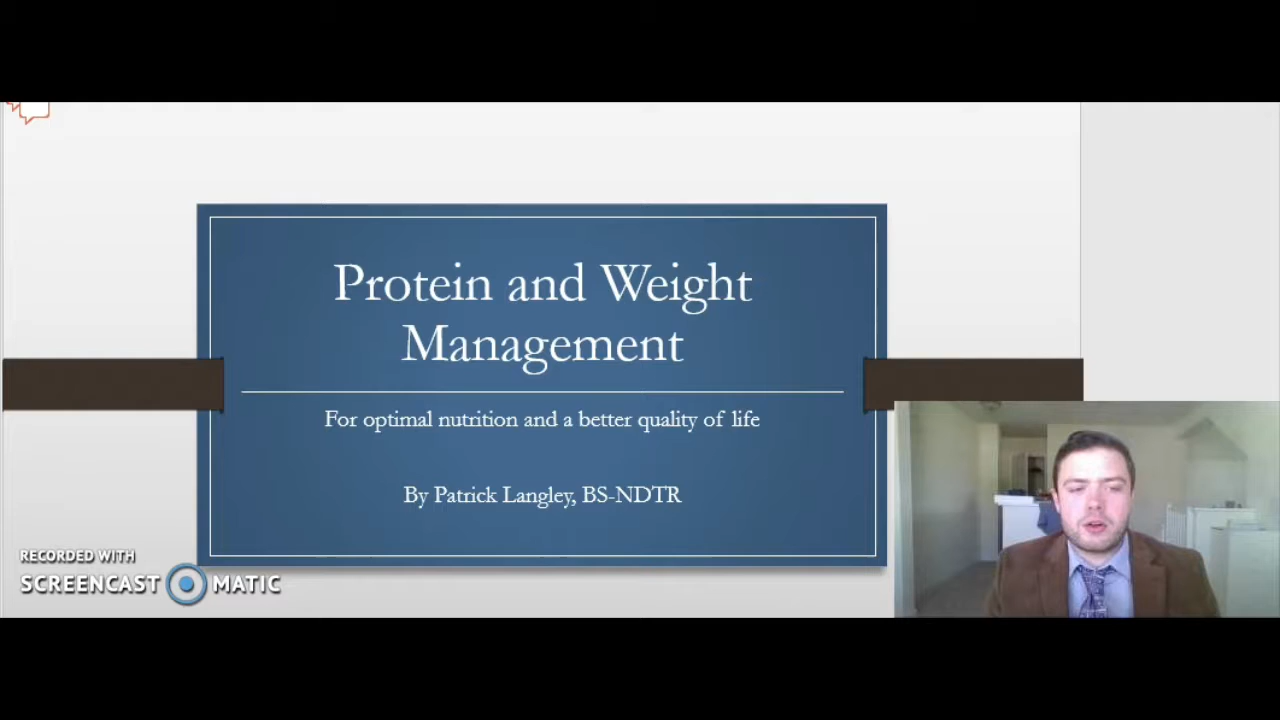 Protein and Weight
Management
For optimal nutrition and a better quality of life
By Patrick Langley, BS-NDTR
RECORDED WITH
SCREENCAST MATIC